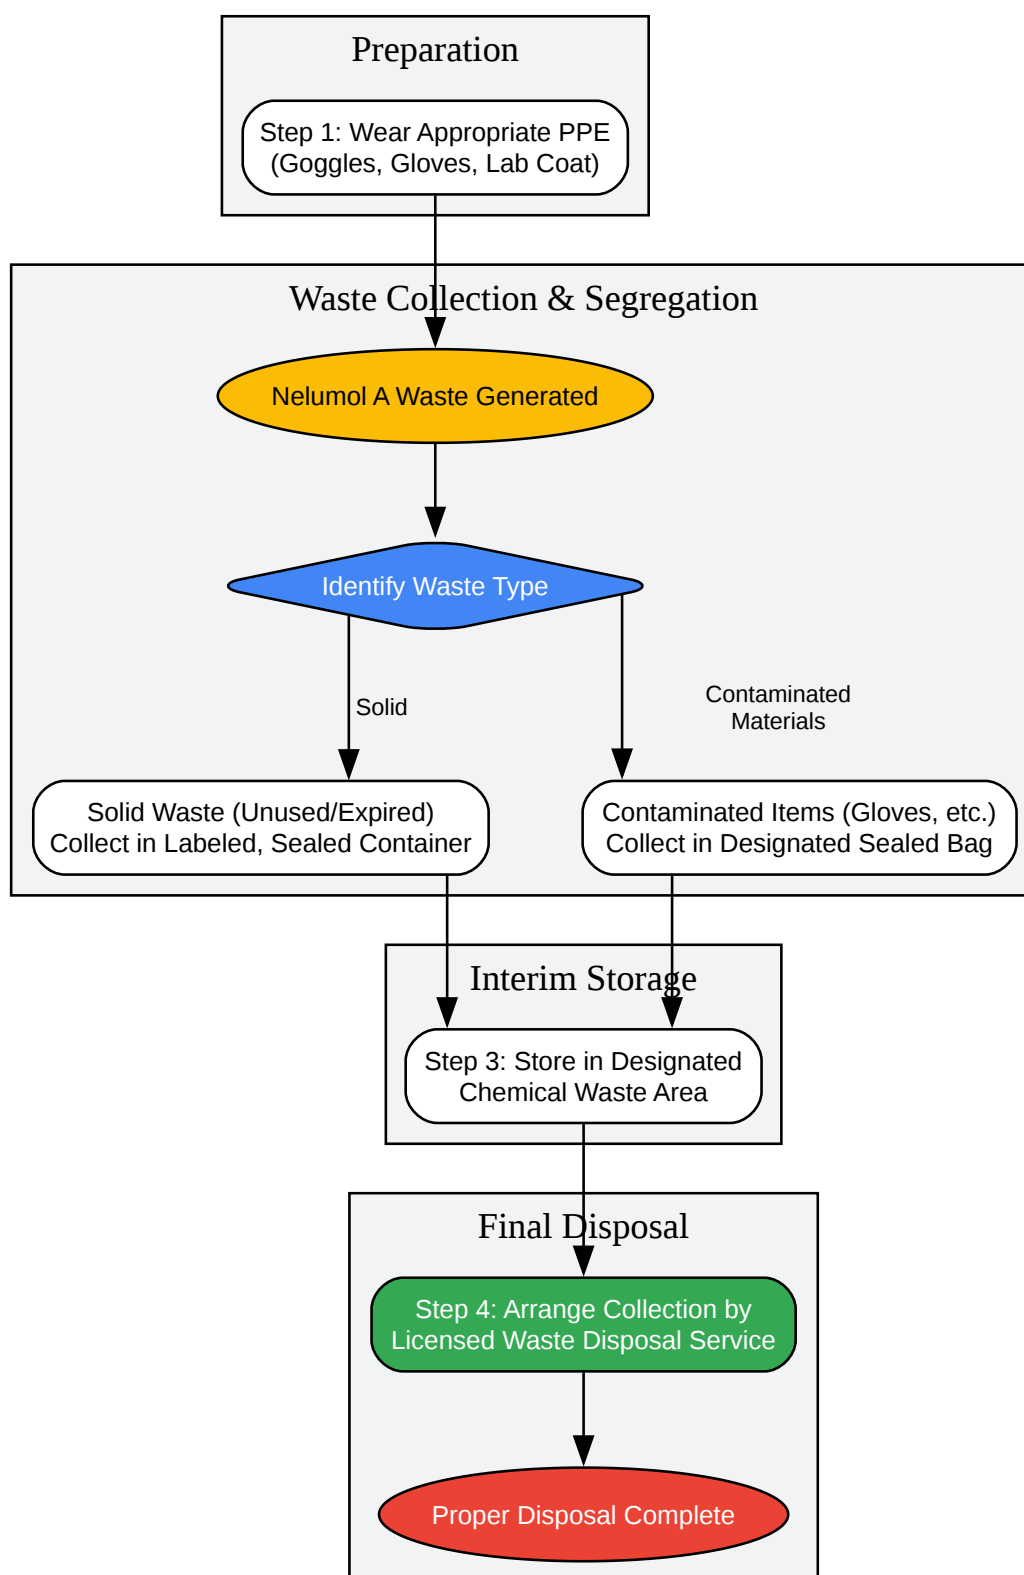 Preparation
Step 1: Wear Appropriate PPE
(Goggles, Gloves, Lab Coat)
Waste Collection & Segregation
Nelumol A Waste Generated
Identify Waste Type
Solid
Contaminated
Materials
Solid Waste (Unused/Expired)
Collect in Labeled, Sealed Container
Contaminated Items (Gloves, etc.)
Collect in Designated Sealed Bag
Interim Storage
Step 3: Store in Designated
Chemical Waste Area
Final Disposal
Step 4: Arrange Collection by
Licensed Waste Disposal Service
Proper Disposal Complete